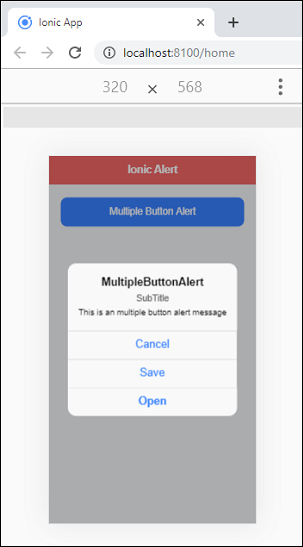 Ionic App
localhost:8100/home
320 × 568
Ionic Alert
Multiple Button Alert
MultipleButtonAlert
SubTitle
This is an multiple button alert message
Cancel
Save
Open